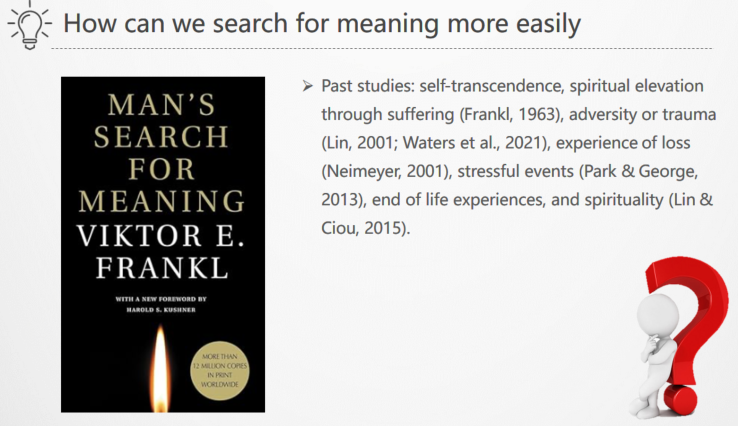 How can we search for meaning more easily
MAN'S
SEARCH
FOR
MEANING
VIKTOR E.
FRANKL
WITH A NEW FOREWORD BY
HAROLD S. KUSHNER
MORE THAN
12 MILLION COPIES
IN PRINT
WORLDWIDE
➢ Past studies: self-transcendence, spiritual elevation
through suffering (Frankl, 1963), adversity or trauma
(Lin, 2001; Waters et al., 2021), experience of loss
(Neimeyer, 2001), stressful events (Park & George,
2013), end of life experiences, and spirituality (Lin &
Ciou, 2015).